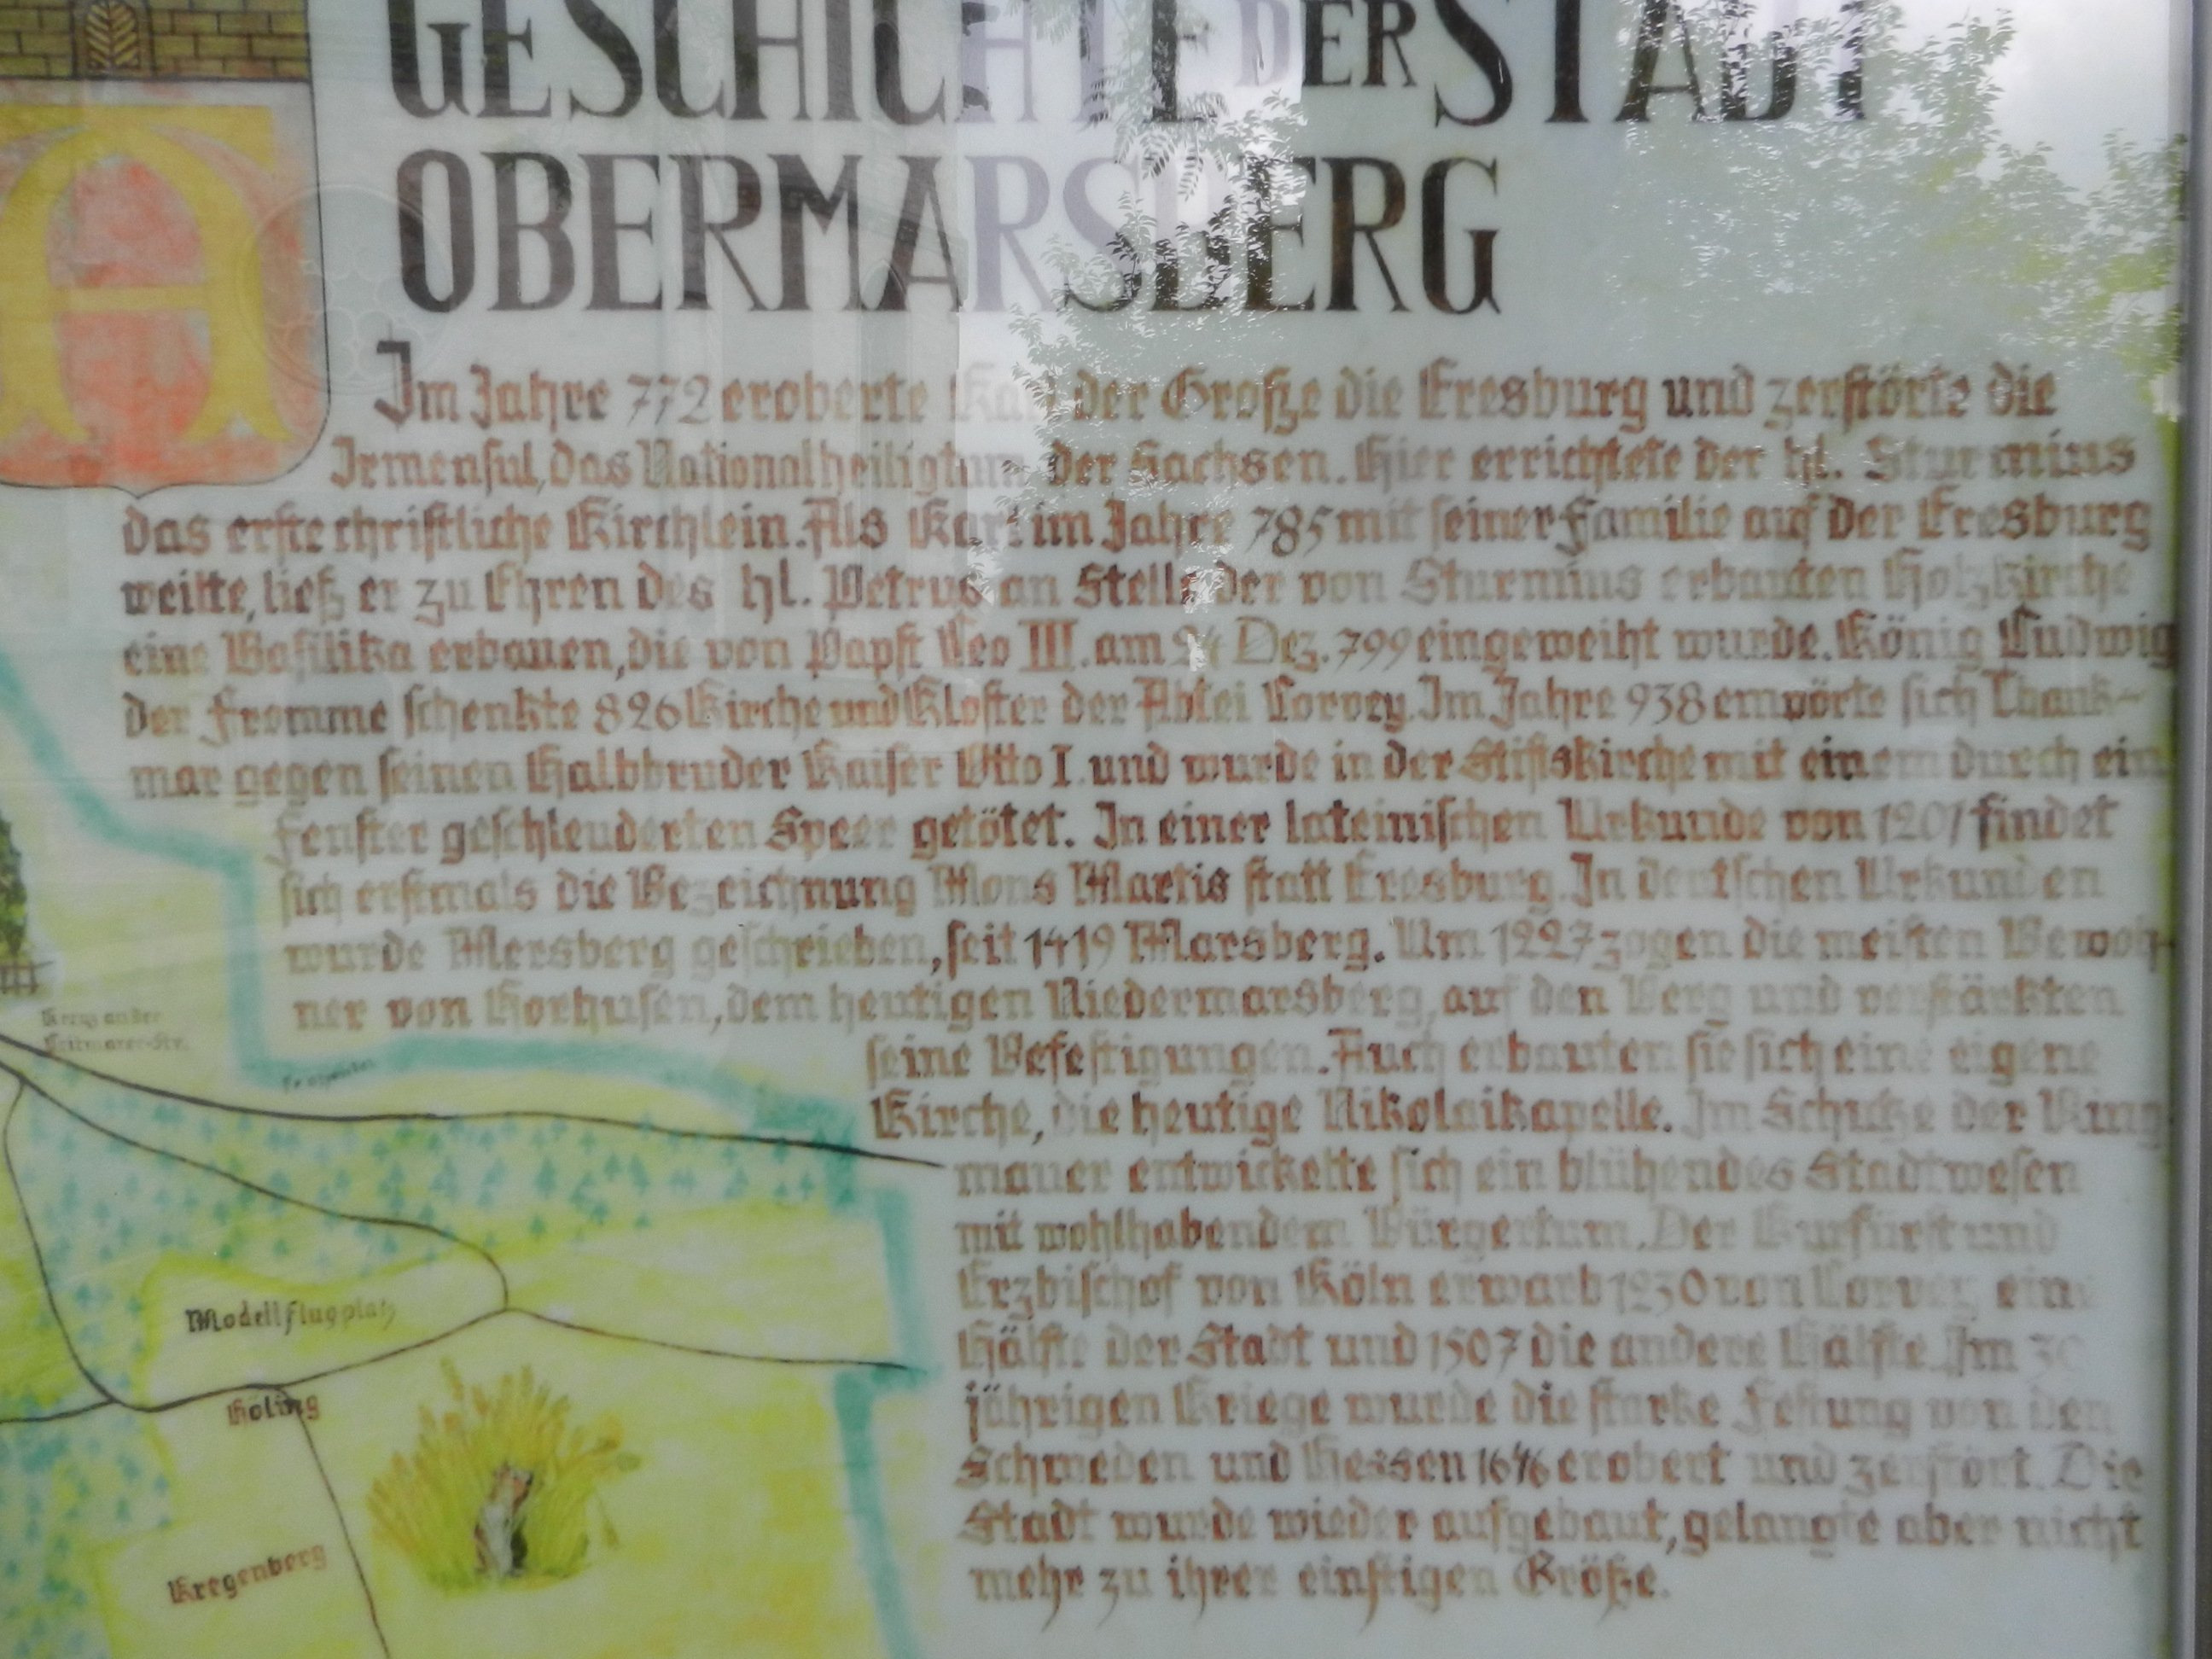 GESCHICHTE DER STADT
OBERMARSBERG
Im Jahre 772 eroberte Karl der Große die Eresburg und zerstörte die
Irmensul, das Nationalheiligtum der Sachsen. Hier errichtete der hl. Sturmius
das erste christliche Kirchlein. Als Karl im Jahre 785 mit seiner Familie auf der Eresburg
weilte, ließ er zu Ehren des hl. Petrus an Stelle der von Sturmius erbauten Holzkirche
eine Basilika erbauen, die von Papst Leo III. am 24 Dez. 799 eingeweiht wurde. König Ludwig
der Fromme schenkte 826 Kirche und Kloster der Abtei Corvey. Im Jahre 938 empörte sich Thank-
mar gegen seinen Halbbruder Kaiser Otto I. und wurde in der Stiftskirche mit einem durch ein
Fenster geschleuderten Speer getötet. In einer lateinischen Urkunde von 1201 findet
sich erstmals die Bezeichnung Mons Martis statt Eresburg. In deutschen Urkunden
wurde Mersberg geschrieben, seit 1419 Marsberg. Um 1227 zogen die meisten Bewoh-
ner von Horhusen, dem heutigen Niedermarsberg, auf den Berg und verstärkten
seine Befestigungen. Auch erbauten sie sich eine eigene
Kirche, die heutige Nikolaikapelle. Im Schutze der Ring
mauer entwickelte sich ein blühendes Stadtwesen
mit wohlhabendem Bürgertum. Der Kurfürst und
Erzbischof von Köln erwarb 1230 von Corvey eine
Hälfte der Stadt und 1507 die andere Hälfte. Im 30
jährigen Kriege wurde die starke Festung von den
Schweden und Hessen 1646 erobert und zerstört. Die
Stadt wurde wieder aufgebaut, gelangte aber nicht
mehr zu ihrer einstigen Größe.
Kreuz an der
Leitmarer-Str.
Modellflugplatz
Höling
Kregenberg